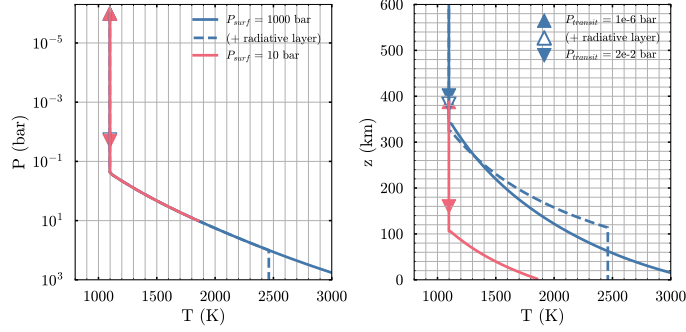 P_surf = 1000 bar
(+ radiative layer)
P_surf = 10 bar
10^−5
10^−3
10^−1
10^1
10^3
P (bar)
1000 1500 2000 2500 3000
T (K)
P_transit = 1e-6 bar
(+ radiative layer)
P_transit = 2e-2 bar
600
500
400
300
200
100
0
z (km)
1000 1500 2000 2500 3000
T (K)